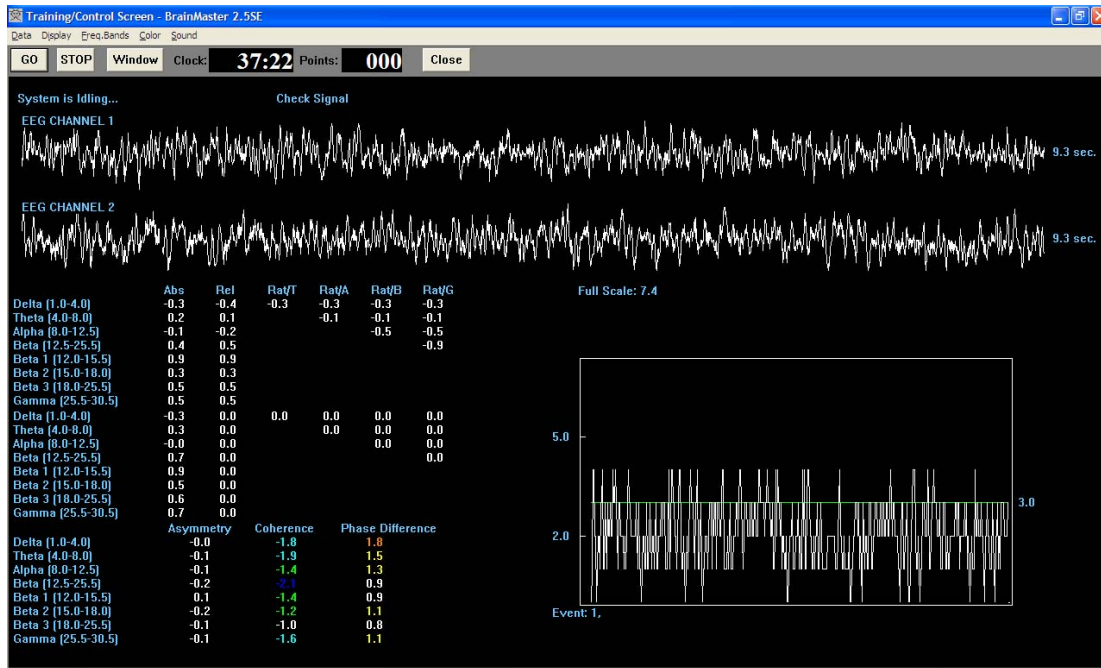 Training/Control Screen - BrainMaster 2.5SE
Data Display Freq.Bands Color Sound
GO STOP Window Clock: 37:22 Points: 000 Close
System is Idling... Check Signal
EEG CHANNEL 1
9.3 sec.
EEG CHANNEL 2
9.3 sec.
Abs Rel Rat/T Rat/A Rat/B Rat/G
Delta (1.0-4.0) -0.3 -0.4 -0.3 -0.3 -0.3 -0.3
Theta (4.0-8.0) 0.2 0.1 -0.1 -0.1 -0.1
Alpha (8.0-12.5) -0.1 -0.2 -0.5 -0.5
Beta (12.5-25.5) 0.4 0.5 -0.9
Beta 1 (12.0-15.5) 0.9 0.9
Beta 2 (15.0-18.0) 0.3 0.3
Beta 3 (18.0-25.5) 0.5 0.5
Gamma (25.5-30.5) 0.5 0.5
Delta (1.0-4.0) -0.3 0.0 0.0 0.0 0.0 0.0
Theta (4.0-8.0) 0.3 0.0 0.0 0.0 0.0
Alpha (8.0-12.5) -0.0 0.0 0.0 0.0
Beta (12.5-25.5) 0.7 0.0 0.0
Beta 1 (12.0-15.5) 0.9 0.0
Beta 2 (15.0-18.0) 0.5 0.0
Beta 3 (18.0-25.5) 0.6 0.0
Gamma (25.5-30.5) 0.7 0.0
Asymmetry Coherence Phase Difference
Delta (1.0-4.0) -0.0 -1.8 1.8
Theta (4.0-8.0) -0.1 -1.9 1.5
Alpha (8.0-12.5) -0.1 -1.4 1.3
Beta (12.5-25.5) -0.2 -2.1 0.9
Beta 1 (12.0-15.5) 0.1 -1.4 0.9
Beta 2 (15.0-18.0) -0.2 -1.2 1.1
Beta 3 (18.0-25.5) -0.1 -1.0 0.8
Gamma (25.5-30.5) -0.1 -1.6 1.1
Full Scale: 7.4
5.0
3.0
2.0
Event: 1,